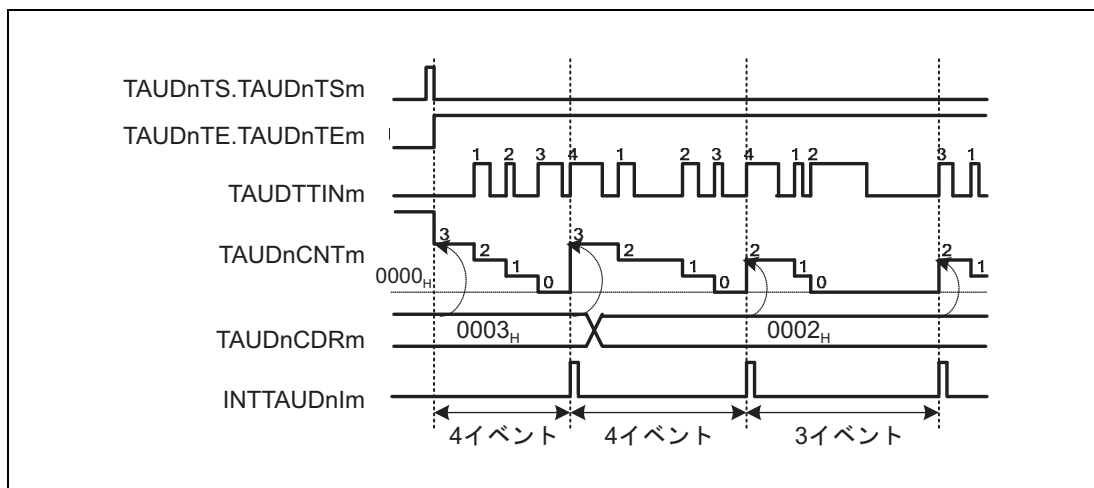 TAUDnTS.TAUDnTSm
TAUDnTE.TAUDnTEm
1 2 3 4 1 2 3 4 1 2 3 1
TAUDTTINm
3 2 1 0 3 2 1 0 2 1 0 2 1
TAUDnCNTm
0000H
TAUDnCDRm
0003H 0002H
INTTAUDnIm
4イベント 4イベント 3イベント